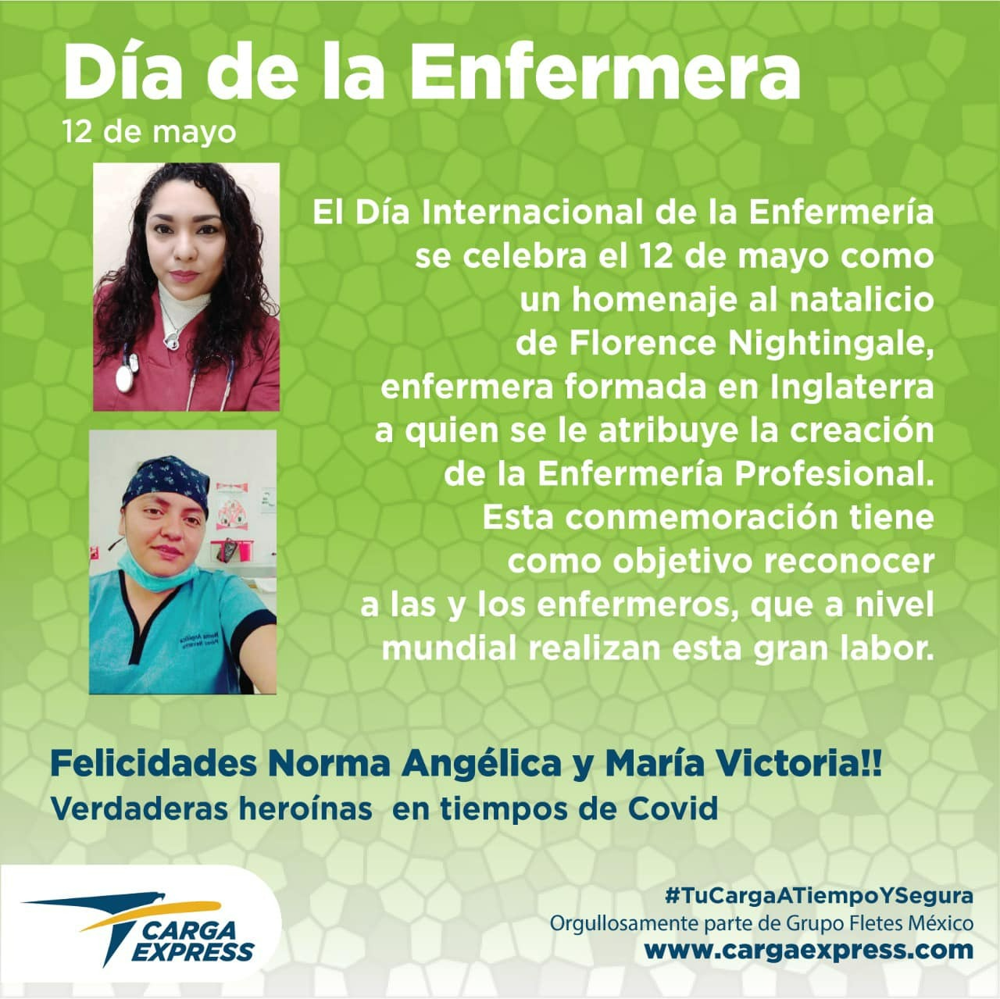 Día de la Enfermera
12 de mayo
El Día Internacional de la Enfermería
se celebra el 12 de mayo como
un homenaje al natalicio
de Florence Nightingale,
enfermera formada en Inglaterra
a quien se le atribuye la creación
de la Enfermería Profesional.
Esta conmemoración tiene
como objetivo reconocer
a las y los enfermeros, que a nivel
mundial realizan esta gran labor.
Norma Angélica
Pérez Navarro
Felicidades Norma Angélica y María Victoria!!
Verdaderas heroínas en tiempos de Covid
CARGA
EXPRESS
#TuCargaATiempoYSegura
Orgullosamente parte de Grupo Fletes México
www.cargaexpress.com